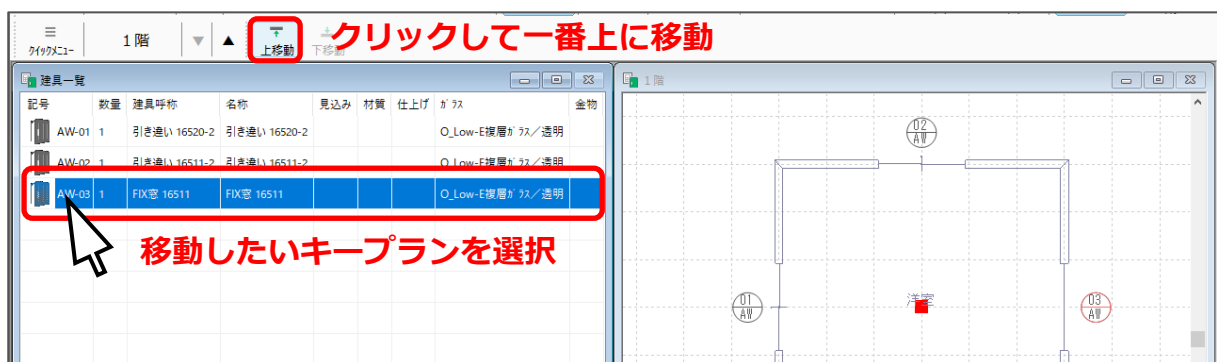 クイックメニュー
1階
▼
▲
上移動
下移動
クリックして一番上に移動
建具一覧
記号 数量 建具呼称 名称 見込み 材質 仕上げ ガラス 金物
AW-01 1 引き違い 16520-2 引き違い 16520-2 O_Low-E複層ガラス／透明
AW-02 1 引き違い 16511-2 引き違い 16511-2 O_Low-E複層ガラス／透明
AW-03 1 FIX窓 16511 FIX窓 16511 O_Low-E複層ガラス／透明
移動したいキープランを選択
1階
02
AW
01
AW
洋室
03
AW